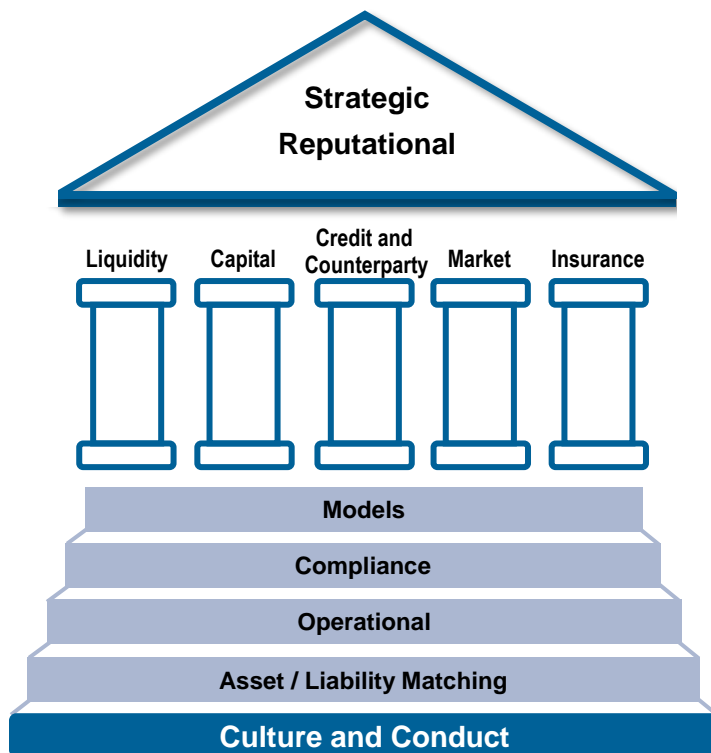 Strategic
Reputational
Liquidity
Capital
Credit and
Counterparty
Market
Insurance
Models
Compliance
Operational
Asset / Liability Matching
Culture and Conduct